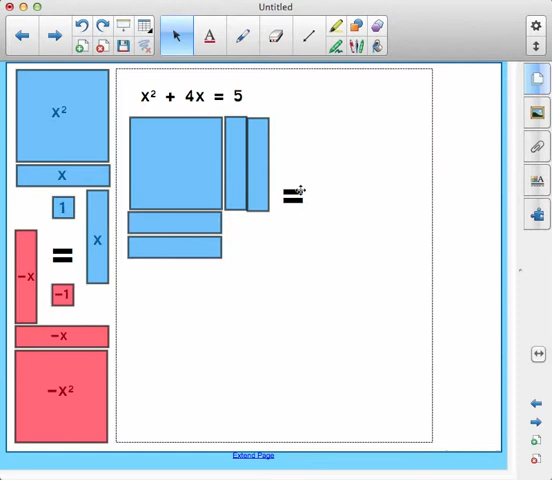 Untitled
A
x² + 4x = 5
x²
x
1
x
=
=
−x
−1
−x
−x²
Extend Page